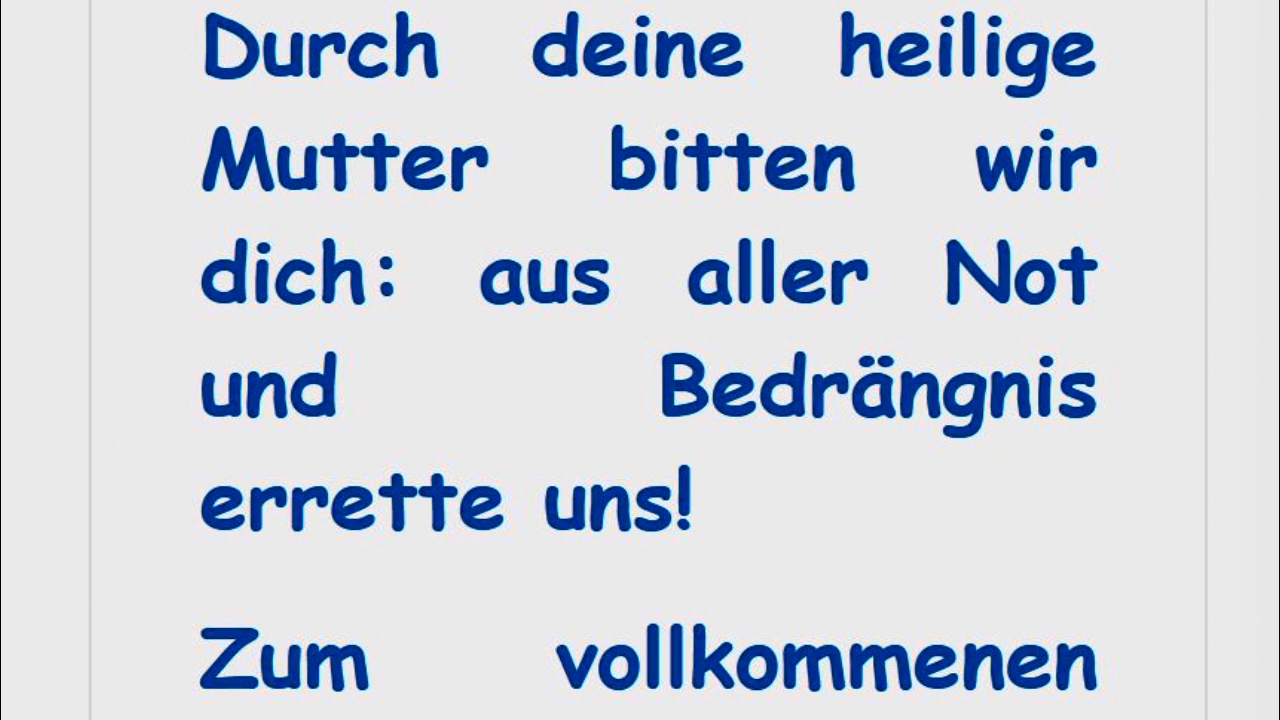 Durch deine heilige
Mutter bitten wir
dich: aus aller Not
und Bedrängnis
errette uns!
Zum vollkommenen